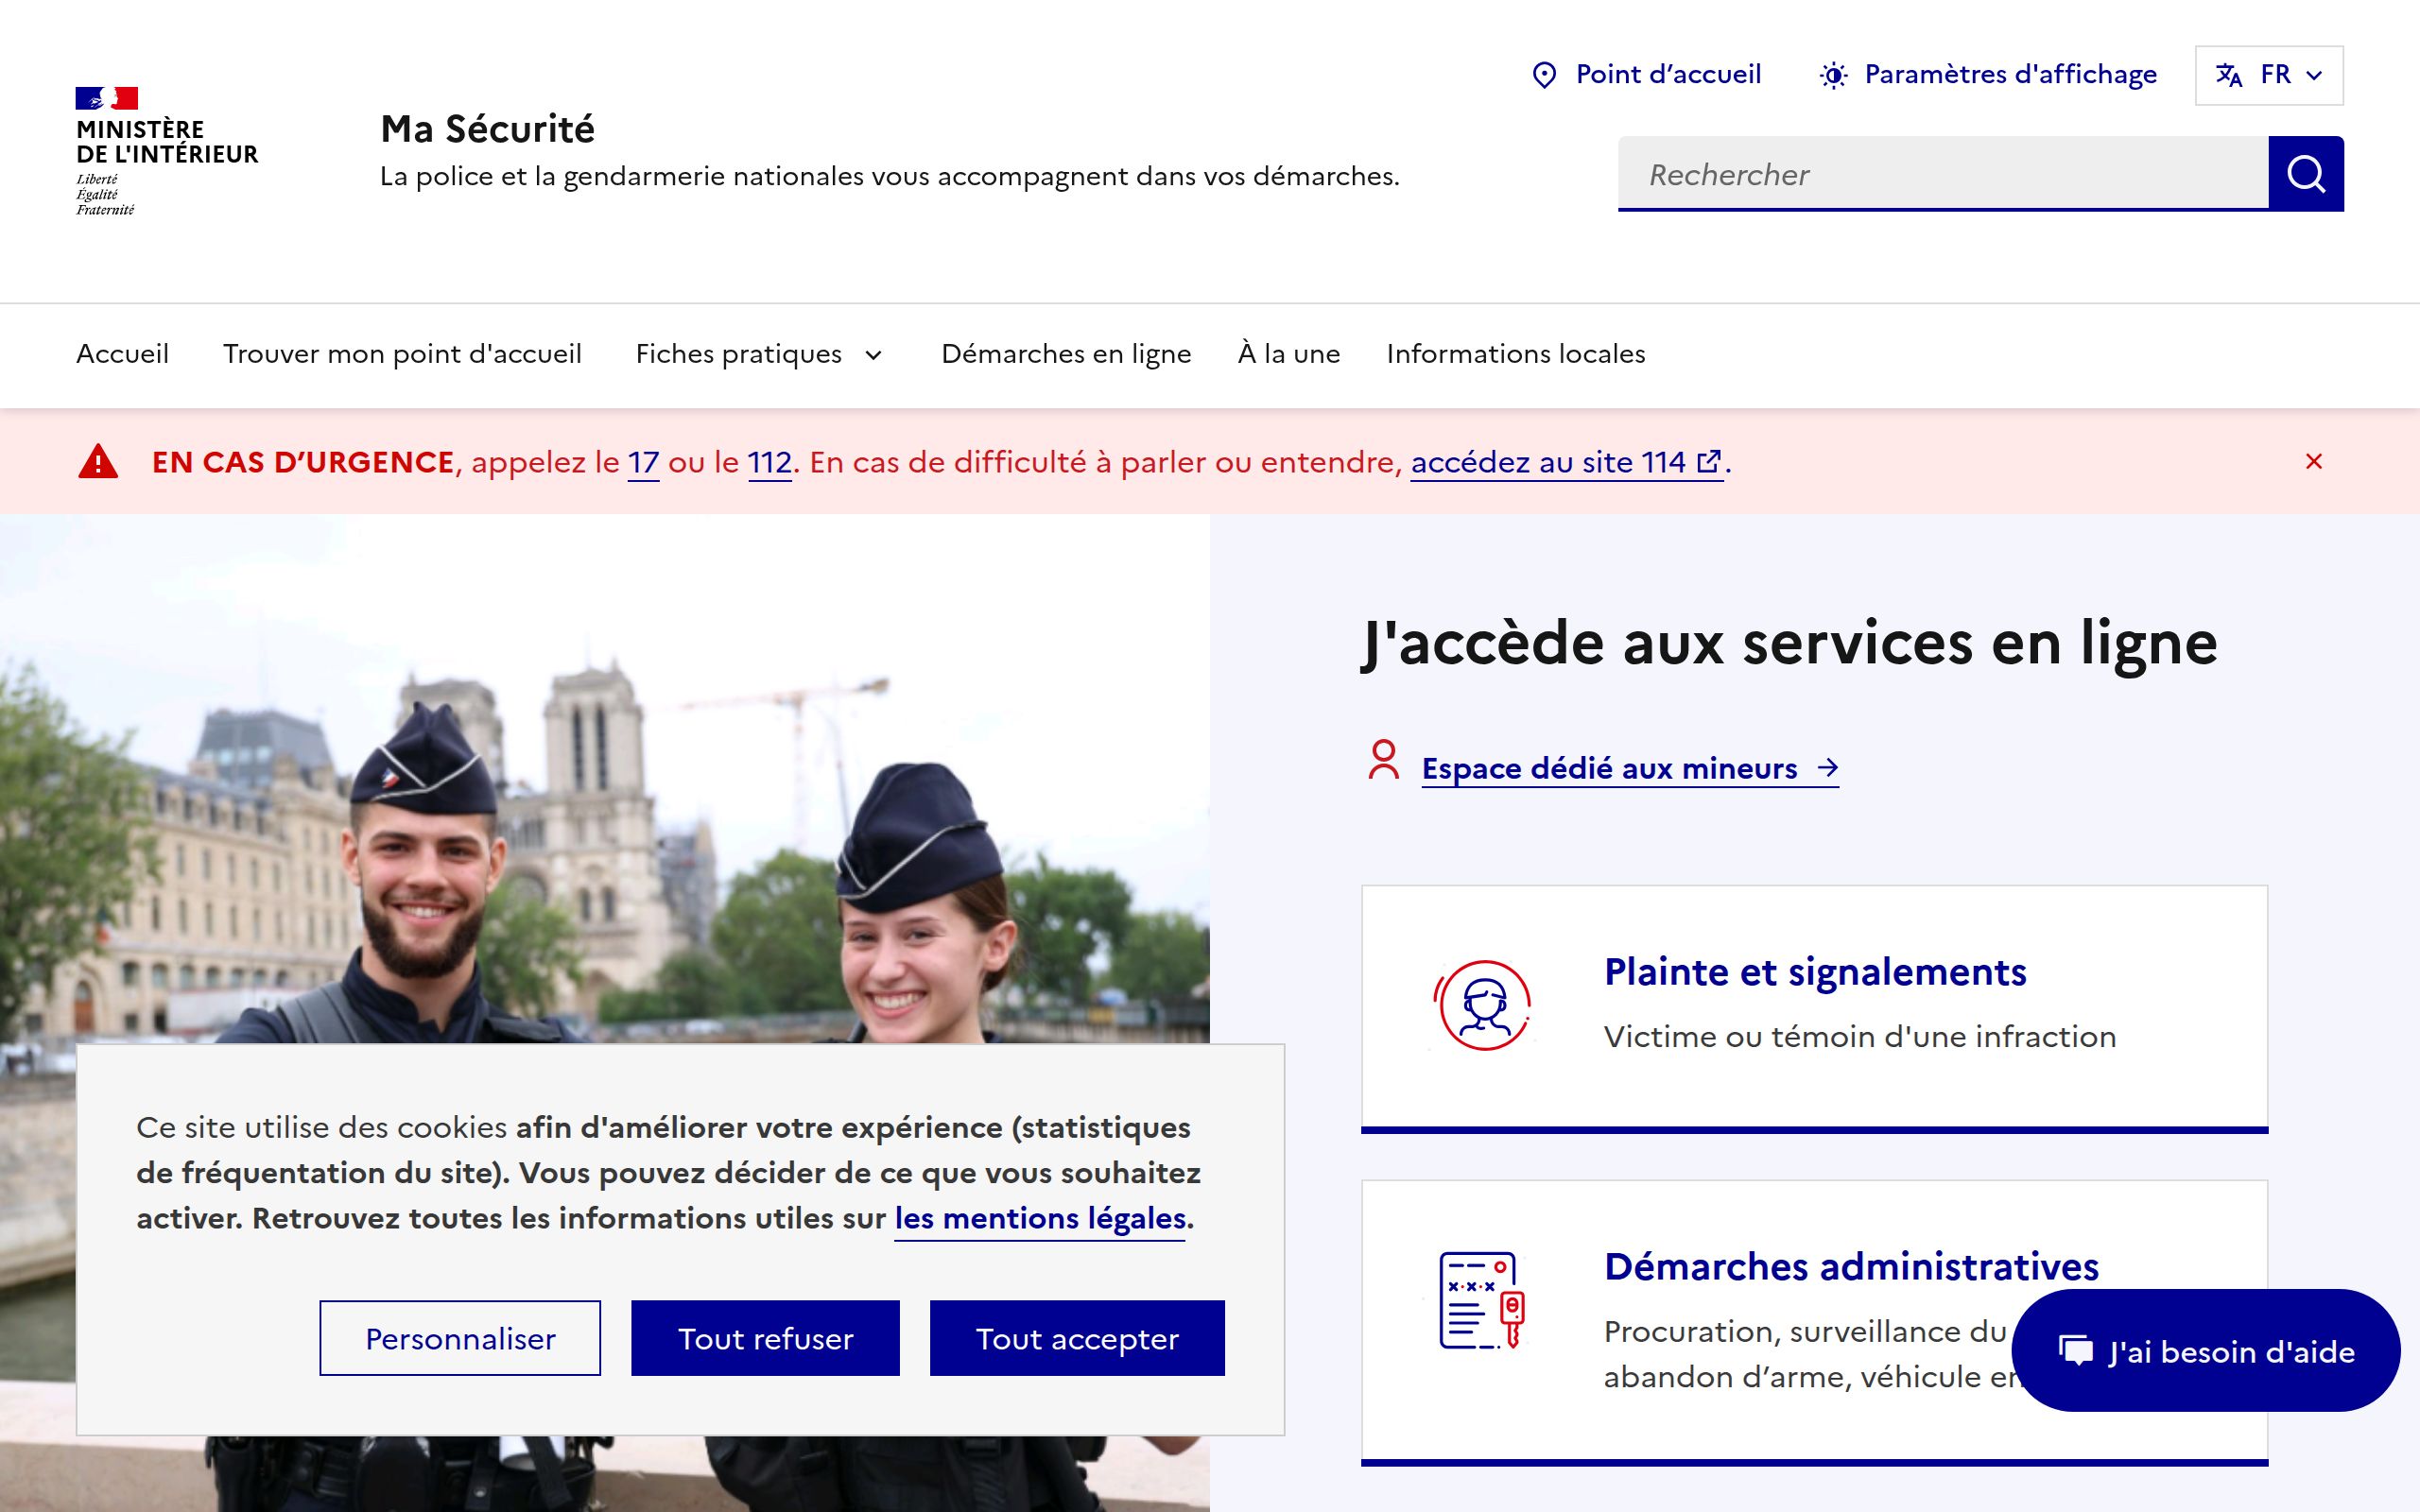 MINISTÈRE
DE L'INTÉRIEUR
Liberté
Égalité
Fraternité
Ma Sécurité
La police et la gendarmerie nationales vous accompagnent dans vos démarches.
Point d’accueil
Paramètres d'affichage
FR
Rechercher
Accueil
Trouver mon point d'accueil
Fiches pratiques
Démarches en ligne
À la une
Informations locales
EN CAS D’URGENCE, appelez le 17 ou le 112. En cas de difficulté à parler ou entendre, accédez au site 114.
J'accède aux services en ligne
Espace dédié aux mineurs
Plainte et signalements
Victime ou témoin d'une infraction
Démarches administratives
Procuration, surveillance du
abandon d’arme, véhicule en
J'ai besoin d'aide
Ce site utilise des cookies afin d'améliorer votre expérience (statistiques
de fréquentation du site). Vous pouvez décider de ce que vous souhaitez
activer. Retrouvez toutes les informations utiles sur les mentions légales.
Personnaliser
Tout refuser
Tout accepter